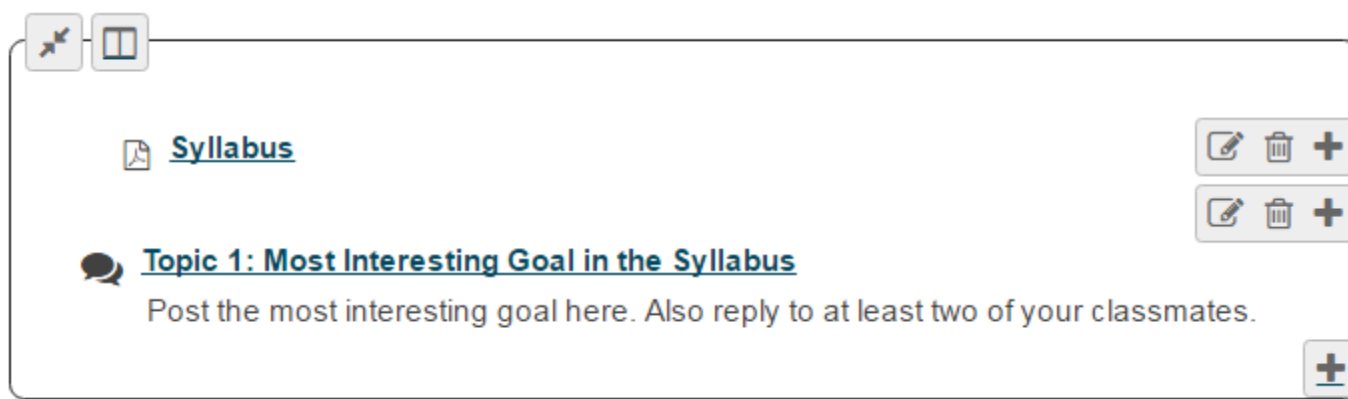 Syllabus
Topic 1: Most Interesting Goal in the Syllabus
Post the most interesting goal here. Also reply to at least two of your classmates.